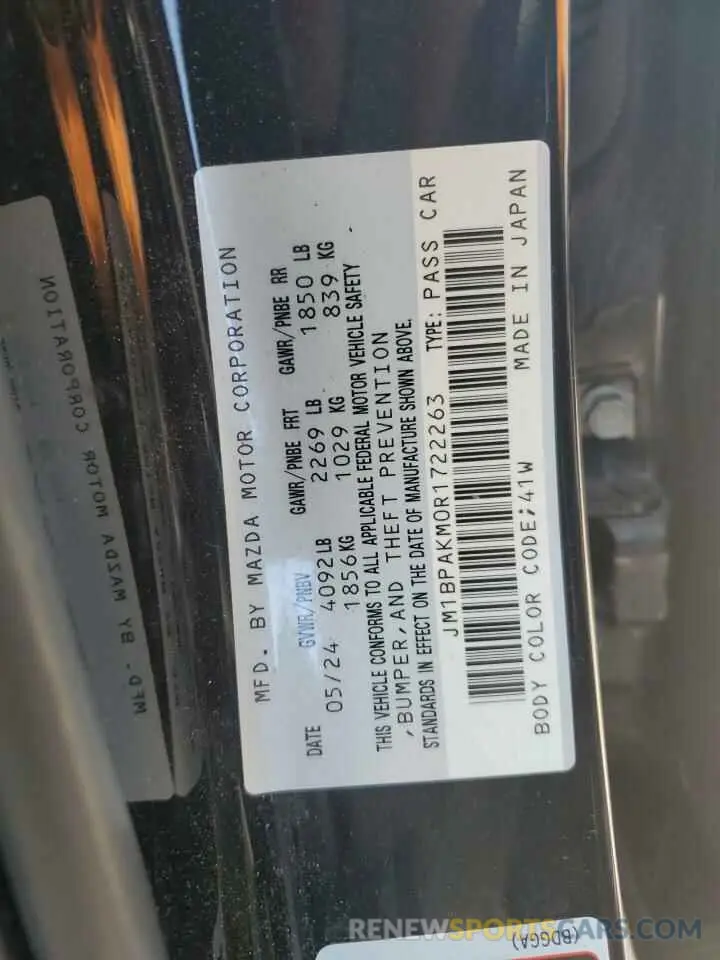 MFD. BY MAZDA MOTOR CORPORATION
DATE GVWR/PNBV GAWR/PNBE FRT GAWR/PNBE RR
05/24 4092LB 2269 LB 1850 LB
1856KG 1029 KG 839 KG
THIS VEHICLE CONFORMS TO ALL APPLICABLE FEDERAL MOTOR VEHICLE SAFETY
,BUMPER,AND THEFT PREVENTION
STANDARDS IN EFFECT ON THE DATE OF MANUFACTURE SHOWN ABOVE.
JM1BPAKM0R1722263 TYPE: PASS CAR
BODY COLOR CODE:41W MADE IN JAPAN
MFD. BY MAZDA MOTOR CORPORATION
(BDGGA)
RENEWSPORTSCARS.COM